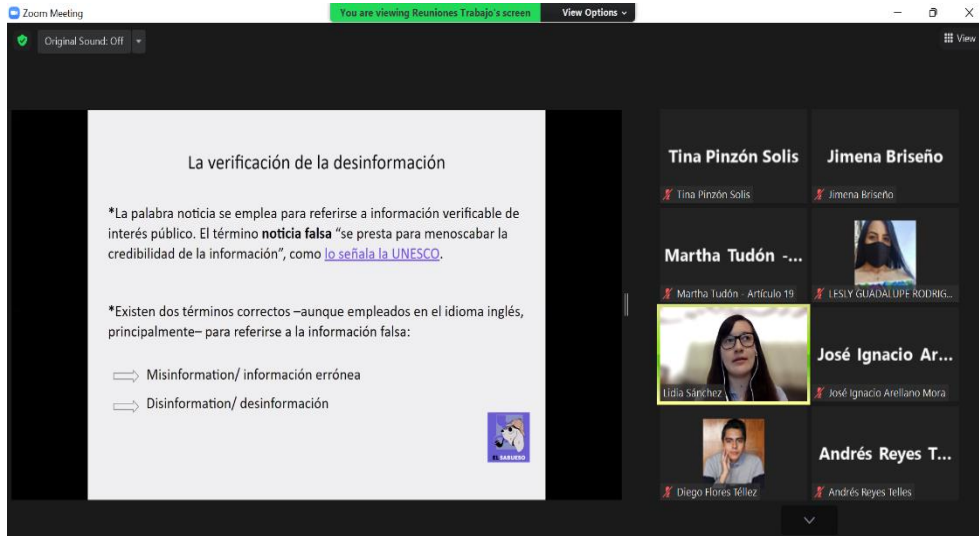 Zoom Meeting
You are viewing Reuniones Trabajo's screen
View Options
Original Sound: Off
View
La verificación de la desinformación
*La palabra noticia se emplea para referirse a información verificable de
interés público. El término noticia falsa “se presta para menoscabar la
credibilidad de la información”, como lo señala la UNESCO.
*Existen dos términos correctos –aunque empleados en el idioma inglés,
principalmente– para referirse a la información falsa:
Misinformation/ información errónea
Disinformation/ desinformación
EL SABUESO
Tina Pinzón Solis
Tina Pinzón Solis
Jimena Briseño
Jimena Briseño
Martha Tudón -...
Martha Tudón - Artículo 19
LESLY GUADALUPE RODRIG...
Lidia Sánchez
José Ignacio Ar...
José Ignacio Arellano Mora
Diego Flores Téllez
Andrés Reyes T...
Andrés Reyes Telles